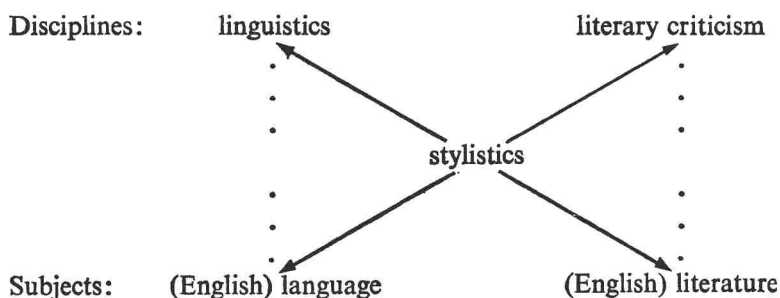 Disciplines: linguistics literary criticism
stylistics
Subjects: (English) language (English) literature